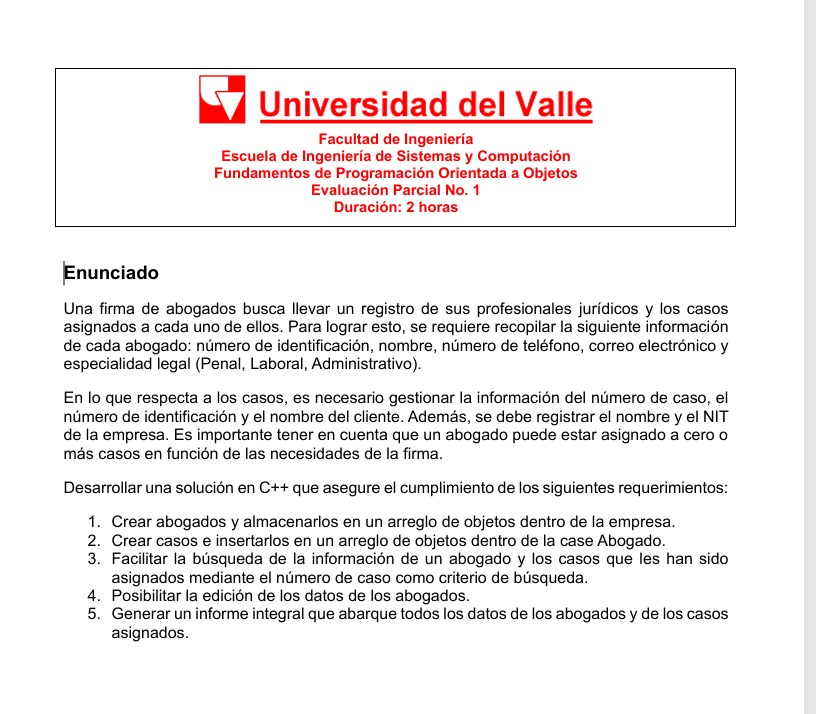 Universidad del Valle
Facultad de Ingeniería
Escuela de Ingeniería de Sistemas y Computación
Fundamentos de Programación Orientada a Objetos
Evaluación Parcial No. 1
Duración: 2 horas
Enunciado
Una firma de abogados busca llevar un registro de sus profesionales jurídicos y los casos
asignados a cada uno de ellos. Para lograr esto, se requiere recopilar la siguiente información
de cada abogado: número de identificación, nombre, número de teléfono, correo electrónico y
especialidad legal (Penal, Laboral, Administrativo).
En lo que respecta a los casos, es necesario gestionar la información del número de caso, el
número de identificación y el nombre del cliente. Además, se debe registrar el nombre y el NIT
de la empresa. Es importante tener en cuenta que un abogado puede estar asignado a cero o
más casos en función de las necesidades de la firma.
Desarrollar una solución en C++ que asegure el cumplimiento de los siguientes requerimientos:
1. Crear abogados y almacenarlos en un arreglo de objetos dentro de la empresa.
2. Crear casos e insertarlos en un arreglo de objetos dentro de la case Abogado.
3. Facilitar la búsqueda de la información de un abogado y los casos que les han sido
asignados mediante el número de caso como criterio de búsqueda.
4. Posibilitar la edición de los datos de los abogados.
5. Generar un informe integral que abarque todos los datos de los abogados y de los casos
asignados.